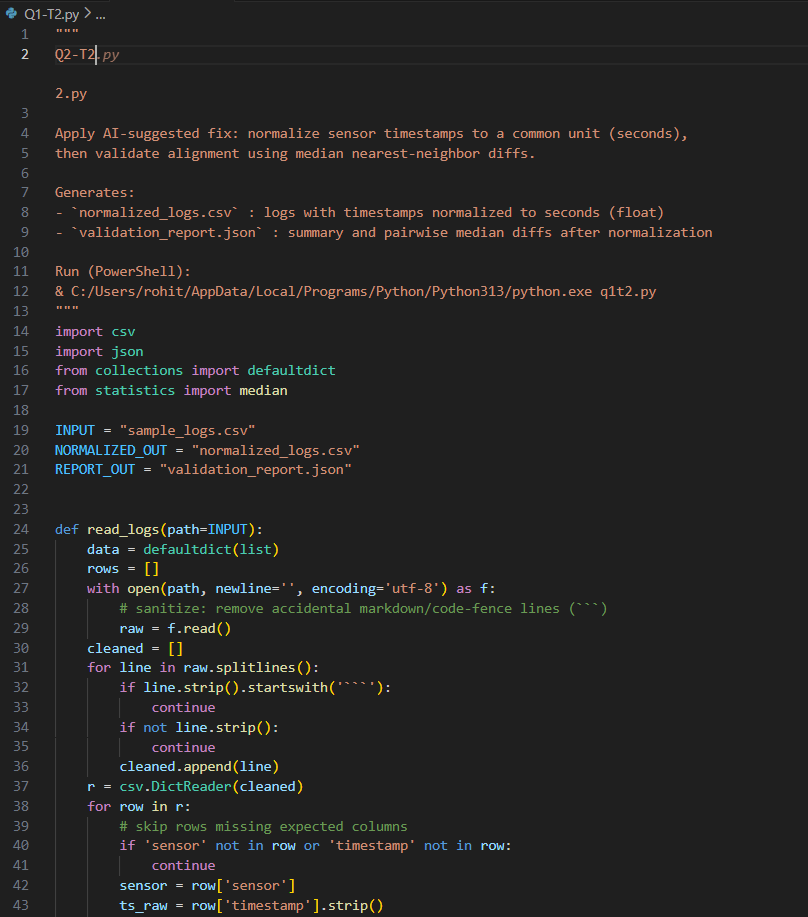 Q1-T2.py > ...
1 """
2 Q2-T2.py
2.py
3
4 Apply AI-suggested fix: normalize sensor timestamps to a common unit (seconds),
5 then validate alignment using median nearest-neighbor diffs.
6
7 Generates:
8 - `normalized_logs.csv` : logs with timestamps normalized to seconds (float)
9 - `validation_report.json` : summary and pairwise median diffs after normalization
10
11 Run (PowerShell):
12 & C:/Users/rohit/AppData/Local/Programs/Python/Python313/python.exe q1t2.py
13 """
14 import csv
15 import json
16 from collections import defaultdict
17 from statistics import median
18
19 INPUT = "sample_logs.csv"
20 NORMALIZED_OUT = "normalized_logs.csv"
21 REPORT_OUT = "validation_report.json"
22
23
24 def read_logs(path=INPUT):
25     data = defaultdict(list)
26     rows = []
27     with open(path, newline='', encoding='utf-8') as f:
28         # sanitize: remove accidental markdown/code-fence lines (```)
29         raw = f.read()
30     cleaned = []
31     for line in raw.splitlines():
32         if line.strip().startswith('```'):
33             continue
34         if not line.strip():
35             continue
36         cleaned.append(line)
37     r = csv.DictReader(cleaned)
38     for row in r:
39         # skip rows missing expected columns
40         if 'sensor' not in row or 'timestamp' not in row:
41             continue
42         sensor = row['sensor']
43         ts_raw = row['timestamp'].strip()